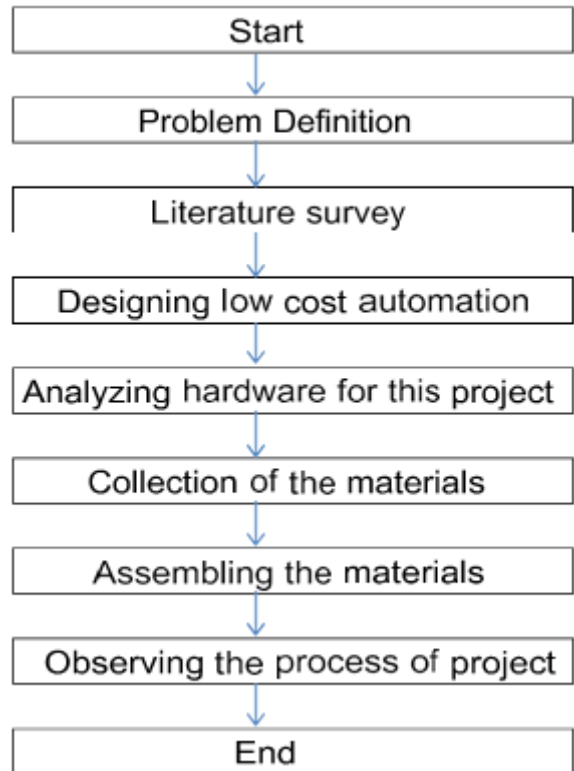 Start
Problem Definition
Literature survey
Designing low cost automation
Analyzing hardware for this project
Collection of the materials
Assembling the materials
Observing the process of project
End